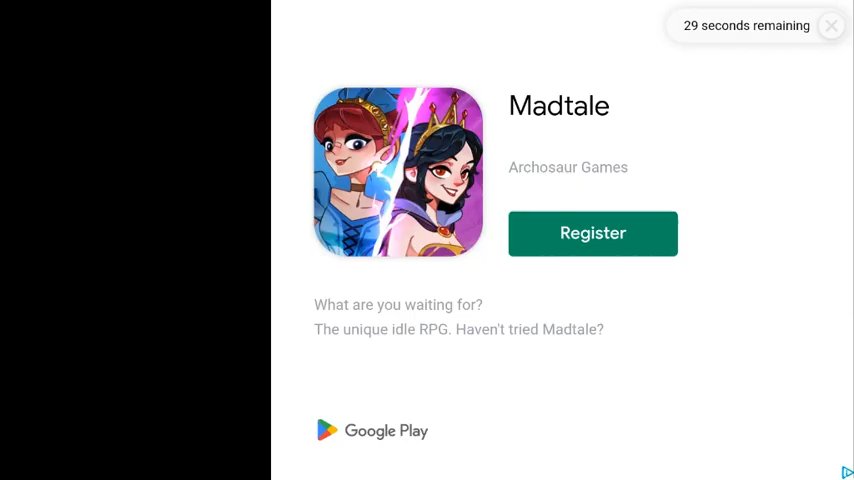 29 seconds remaining
Madtale
Archosaur Games
Register
What are you waiting for?
The unique idle RPG. Haven't tried Madtale?
Google Play